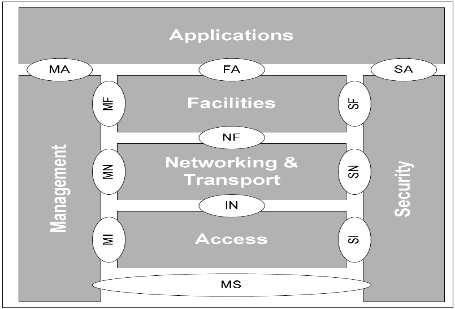 Applications
MA
FA
SA
MF
Facilities
SF
NF
Management
MN
Networking &
Transport
SN
Security
IN
MI
Access
SI
MS